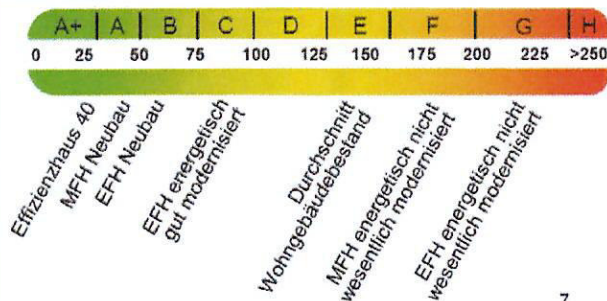 A+ A B C D E F G H
0 25 50 75 100 125 150 175 200 225 >250
Effizienzhaus 40
MFH Neubau
EFH Neubau
EFH energetisch
gut modernisiert
Durchschnitt
Wohngebäudebestand
MFH energetisch nicht
wesentlich modernisiert
EFH energetisch nicht
wesentlich modernisiert
7